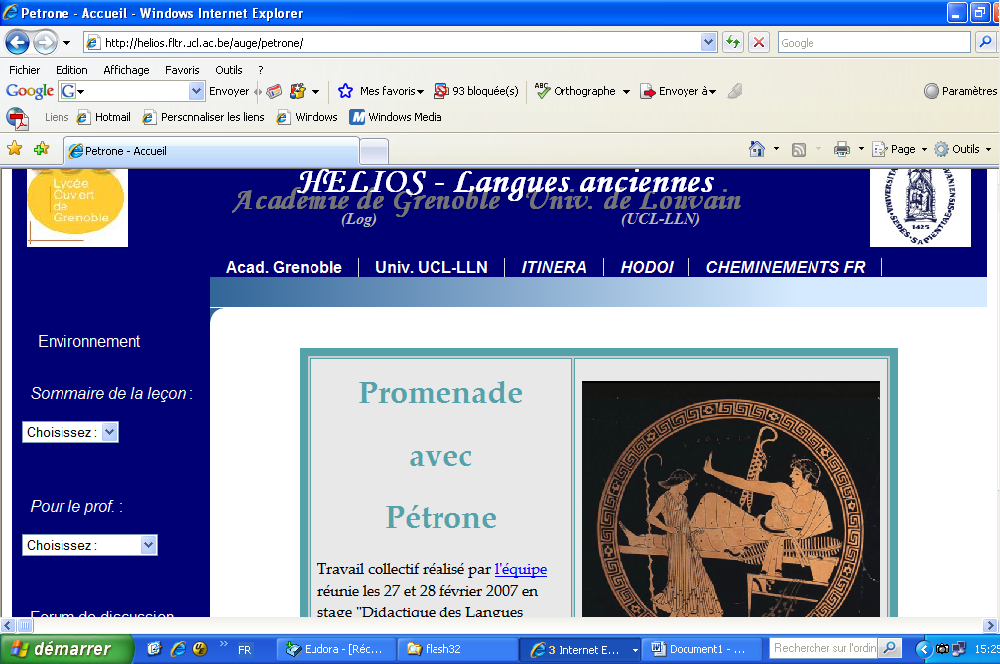 Petrone - Accueil - Windows Internet Explorer
http://helios.fltr.ucl.ac.be/auge/petrone/
Google
Fichier Edition Affichage Favoris Outils ?
Google G Envoyer Mes favoris 93 bloquée(s) ABC Orthographe Envoyer à Paramètres
Liens Hotmail Personnaliser les liens Windows Windows Media
Petrone - Accueil Page Outils
Lycée
Ouvert
de
Grenoble
HELIOS - Langues anciennes
Académie de Grenoble Univ. de Louvain
(Log) (UCL-LLN)
1425
SEDES SAPIENTIAE
Acad. Grenoble Univ. UCL-LLN ITINERA HODOI CHEMINEMENTS FR
Environnement
Sommaire de la leçon :
Choisissez :
Pour le prof. :
Choisissez :
Forum de discussion
Promenade
avec
Pétrone
Travail collectif réalisé par l'équipe
réunie les 27 et 28 février 2007 en
stage "Didactique des Langues
démarrer FR Eudora - [Réc... flash32 3 Internet E... Document1 - ... Rechercher sur l'ordin 15:25